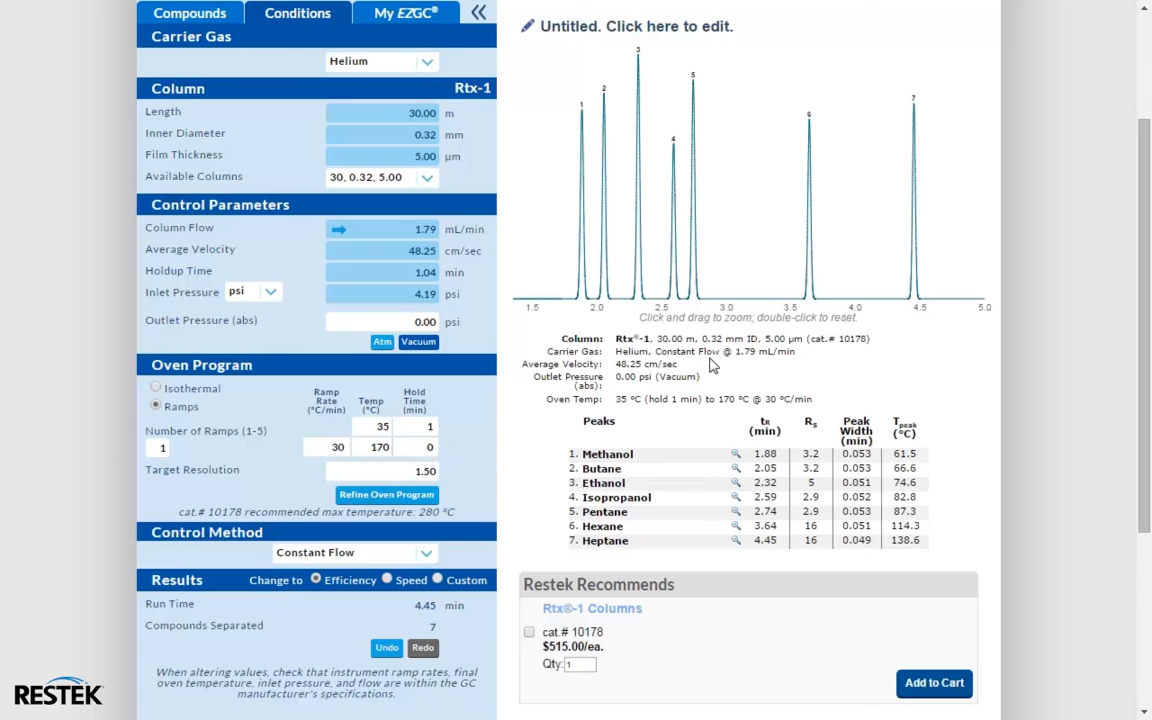 Compounds
Conditions
My EZGC®
Carrier Gas
Helium
Column
Rtx-1
Length
30.00 m
Inner Diameter
0.32 mm
Film Thickness
5.00 µm
Available Columns
30, 0.32, 5.00
Control Parameters
Column Flow
1.79 mL/min
Average Velocity
48.25 cm/sec
Holdup Time
1.04 min
Inlet Pressure psi
4.19 psi
Outlet Pressure (abs)
0.00 psi
Atm Vacuum
Oven Program
Isothermal
Ramps
Ramp Rate (°C/min)
Temp (°C)
Hold Time (min)
35 1
Number of Ramps (1-5)
1
30 170 0
Target Resolution
1.50
Refine Oven Program
cat.# 10178 recommended max temperature: 280 °C
Control Method
Constant Flow
Results Change to Efficiency Speed Custom
Run Time
4.45 min
Compounds Separated
7
Undo Redo
When altering values, check that instrument ramp rates, final
oven temperature, inlet pressure, and flow are within the GC
manufacturer's specifications.
RESTEK
Untitled. Click here to edit.
1 2 3 4 5 6 7
1.5 2.0 2.5 3.0 3.5 4.0 4.5 5.0
Click and drag to zoom; double-click to reset.
Column: Rtx®-1, 30.00 m, 0.32 mm ID, 5.00 µm (cat.# 10178)
Carrier Gas: Helium, Constant Flow @ 1.79 mL/min
Average Velocity: 48.25 cm/sec
Outlet Pressure (abs): 0.00 psi (Vacuum)
Oven Temp: 35 °C (hold 1 min) to 170 °C @ 30 °C/min
Peaks tR (min) Rs Peak Width (min) Tpeak (°C)
1. Methanol 1.88 3.2 0.053 61.5
2. Butane 2.05 3.2 0.053 66.6
3. Ethanol 2.32 5 0.053 74.6
4. Isopropanol 2.59 2.9 0.052 82.8
5. Pentane 2.74 2.9 0.053 87.3
6. Hexane 3.64 16 0.051 114.3
7. Heptane 4.45 16 0.049 138.6
Restek Recommends
Rtx®-1 Columns
cat.# 10178
$515.00/ea.
Qty: 1
Add to Cart